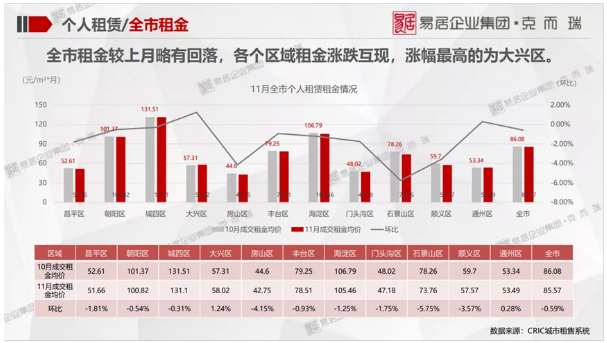 个人租赁/全市租金
易居企业集团·克而瑞
全市租金较上月略有回落，各个区域租金涨跌互现，涨幅最高的为大兴区。
(元/m²*月)
11月全市个人租赁租金情况
(环比)
150
120
90
60
30
0
2.00%
0.00%
-2.00%
-4.00%
-6.00%
-8.00%
52.61
101.37
131.51
57.31
44.6
79.25
106.79
48.02
78.26
59.7
53.34
86.08
昌平区 朝阳区 城四区 大兴区 房山区 丰台区 海淀区 门头沟区 石景山区 顺义区 通州区 全市
10月成交租金均价 11月成交租金均价 环比
区域 昌平区 朝阳区 城四区 大兴区 房山区 丰台区 海淀区 门头沟区 石景山区 顺义区 通州区 全市
10月成交租金均价 52.61 101.37 131.51 57.31 44.6 79.25 106.79 48.02 78.26 59.7 53.34 86.08
11月成交租金均价 51.66 100.82 131.1 58.02 42.75 78.51 105.46 47.18 73.76 57.57 53.49 85.57
环比 -1.81% -0.54% -0.31% 1.24% -4.15% -0.93% -1.25% -1.75% -5.75% -3.57% 0.28% -0.59%
数据来源：CRIC城市租售系统